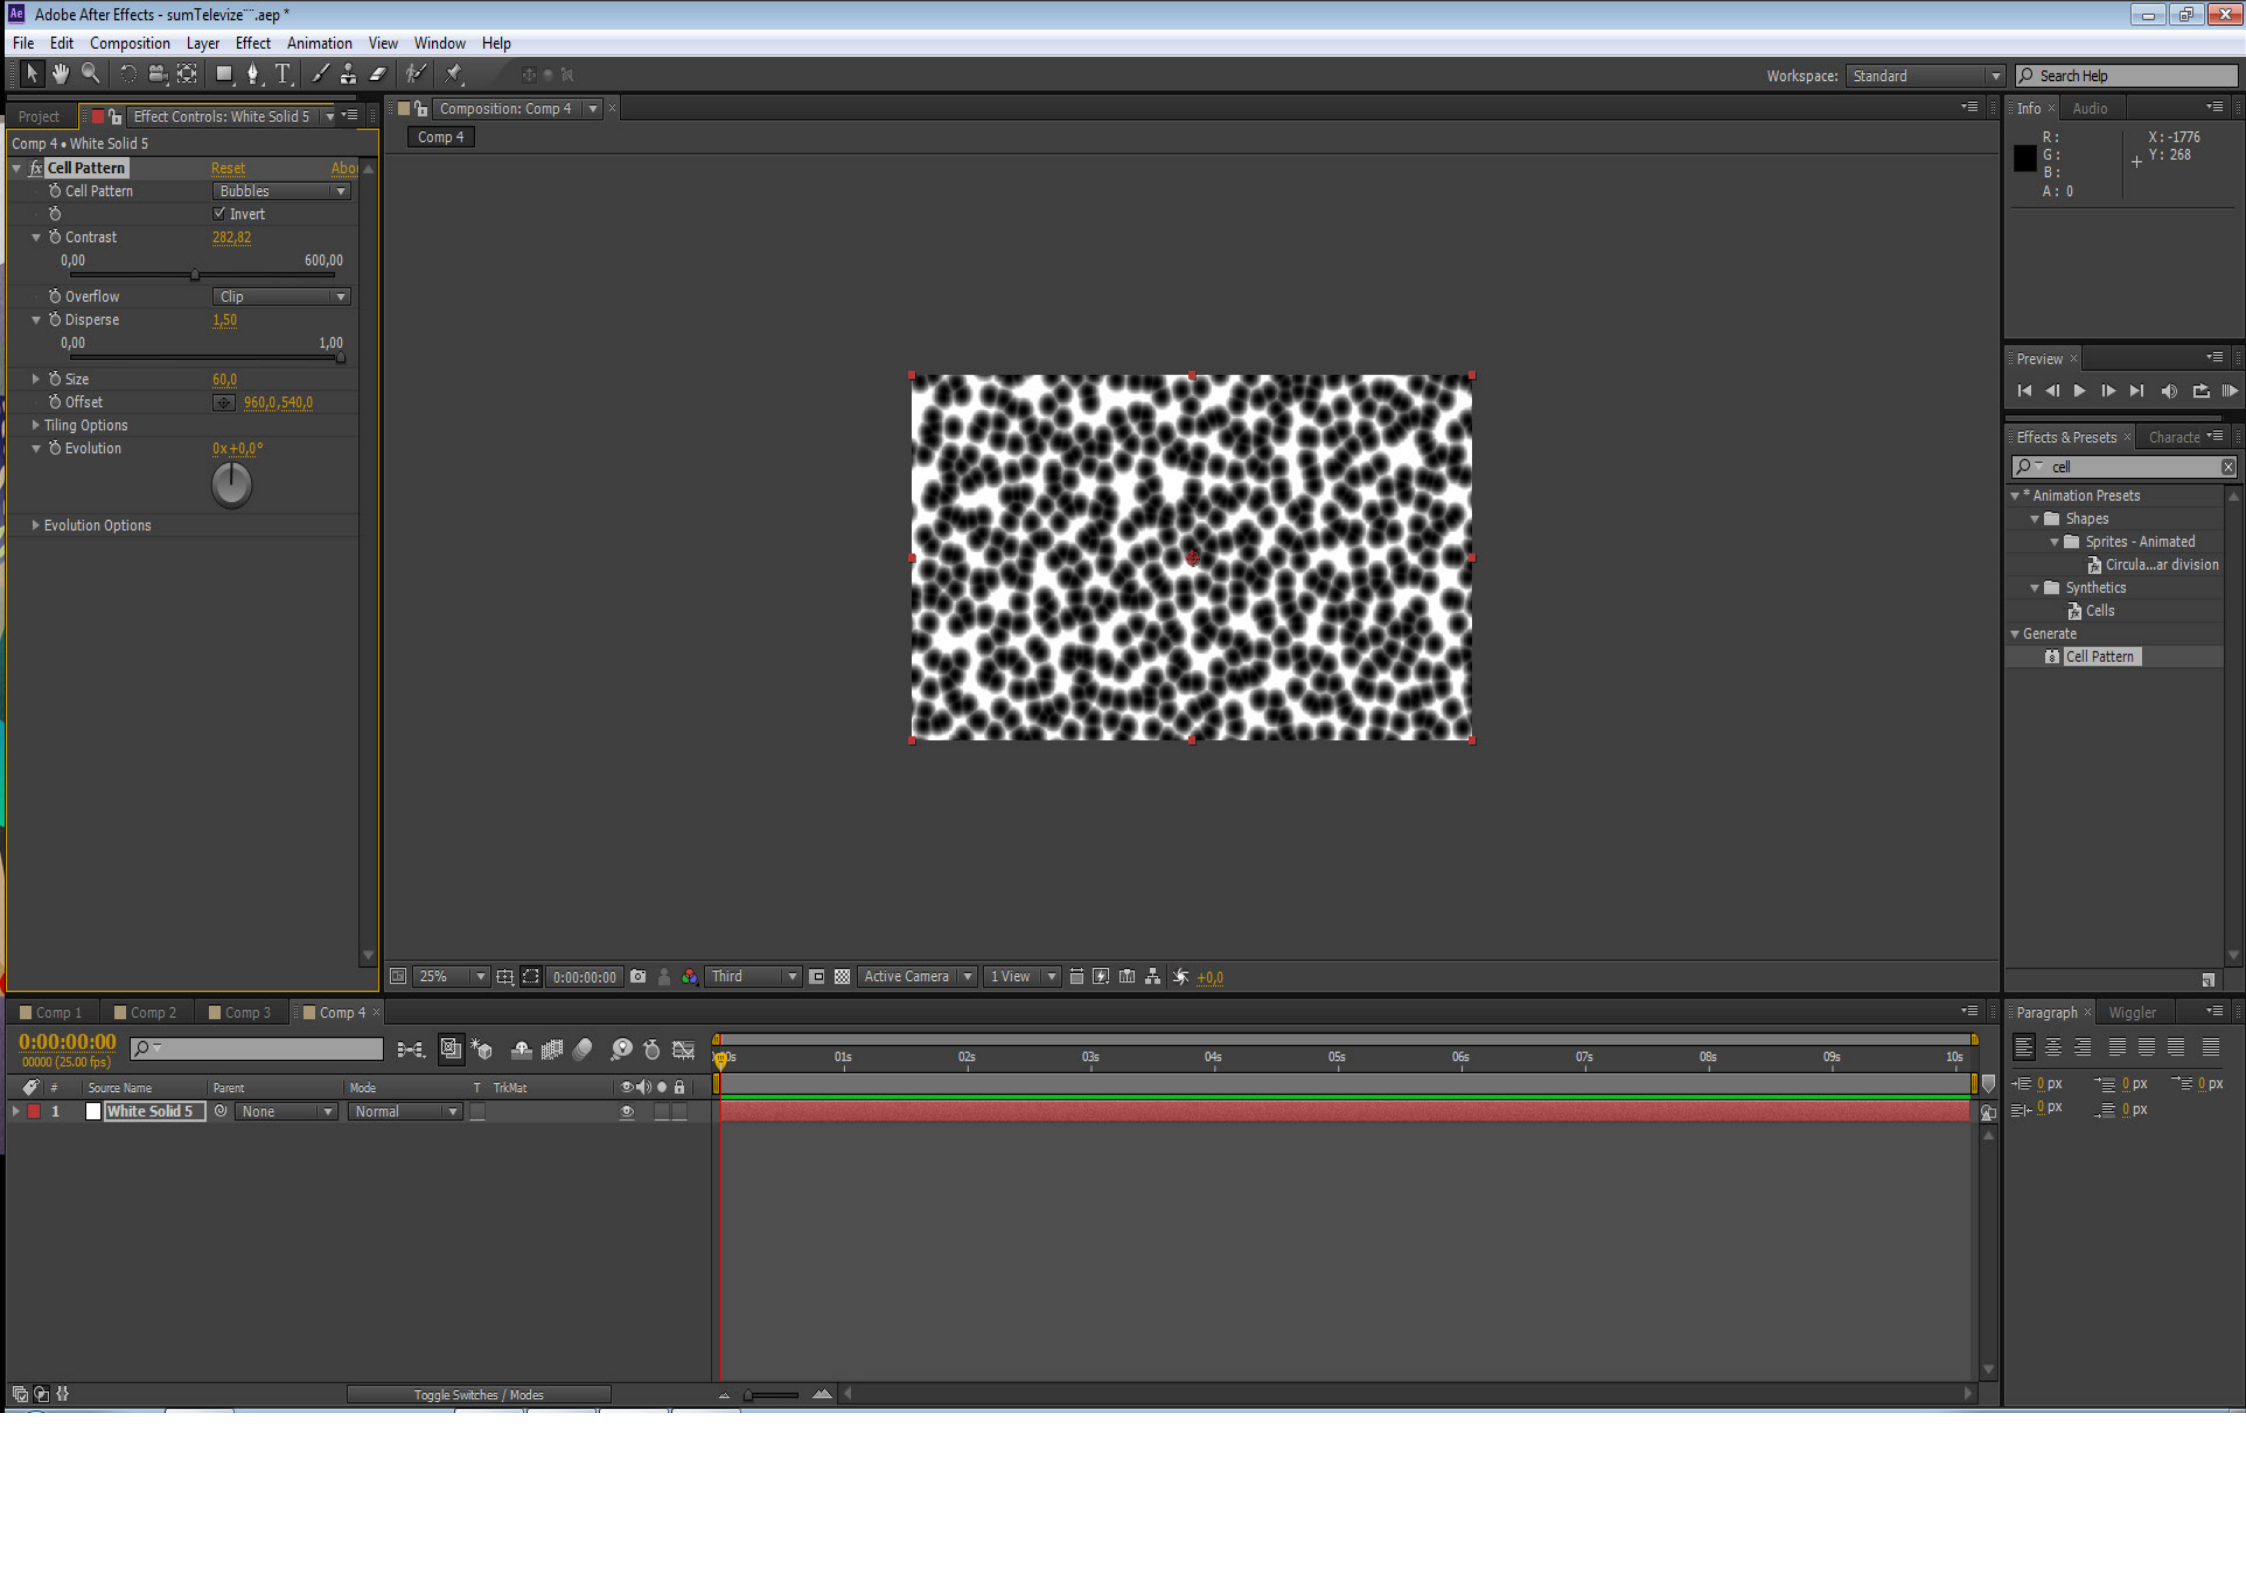 Ae Adobe After Effects - sumTelevize¨¨.aep *
File Edit Composition Layer Effect Animation View Window Help
T
Workspace: Standard
Search Help
Project
Effect Controls: White Solid 5
Comp 4 • White Solid 5
fx Cell Pattern Reset Abo
Cell Pattern Bubbles
Invert
Contrast 282,82
0,00 600,00
Overflow Clip
Disperse 1,50
0,00 1,00
Size 60,0
Offset 960,0,540,0
Tiling Options
Evolution 0x+0,0°
Evolution Options
Composition: Comp 4 ×
Comp 4
25% 0:00:00:00 Third Active Camera 1 View +0,0
Info × Audio
R:
G:
B:
A: 0
X:-1776
Y: 268
Preview ×
Effects & Presets × Characte
cell
* Animation Presets
Shapes
Sprites - Animated
Circula...ar division
Synthetics
Cells
Generate
Cell Pattern
Comp 1 Comp 2 Comp 3 Comp 4 ×
0:00:00:00
00000 (25.00 fps)
# Source Name Parent Mode T TrkMat
1 White Solid 5 None Normal
01s 02s 03s 04s 05s 06s 07s 08s 09s 10s
Toggle Switches / Modes
Paragraph × Wiggler
0 px 0 px 0 px
0 px 0 px